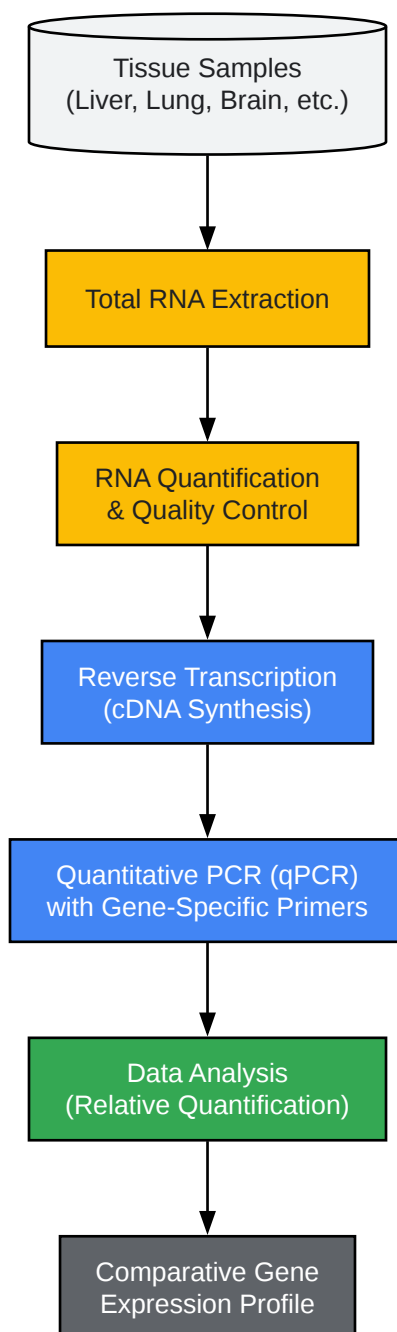 Tissue Samples
(Liver, Lung, Brain, etc.)
Total RNA Extraction
RNA Quantification
& Quality Control
Reverse Transcription
(cDNA Synthesis)
Quantitative PCR (qPCR)
with Gene-Specific Primers
Data Analysis
(Relative Quantification)
Comparative Gene
Expression Profile